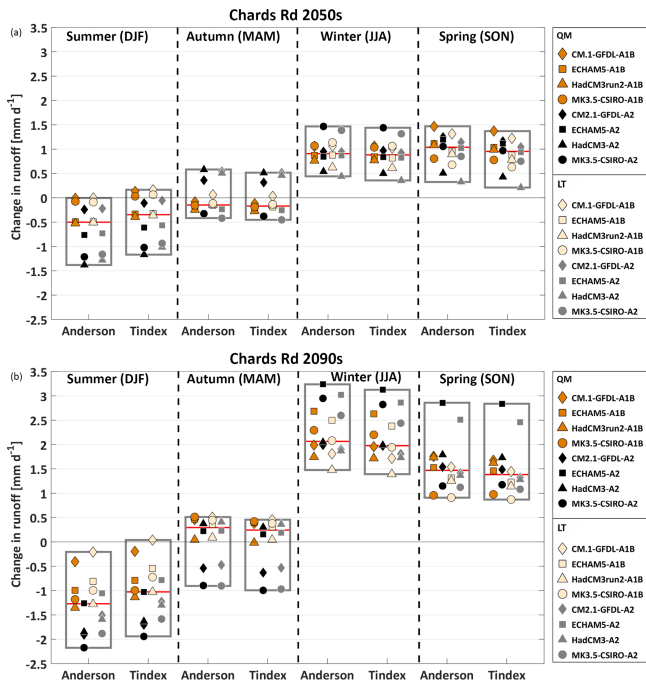 Chards Rd 2050s
(a)
Summer (DJF) Autumn (MAM) Winter (JJA) Spring (SON)
Change in runoff [mm d⁻¹]
3.5
3
2.5
2
1.5
1
0.5
0
-0.5
-1
-1.5
-2
-2.5
Anderson Tindex Anderson Tindex Anderson Tindex Anderson Tindex
QM
CM.1-GFDL-A1B
ECHAM5-A1B
HadCM3run2-A1B
MK3.5-CSIRO-A1B
CM2.1-GFDL-A2
ECHAM5-A2
HadCM3-A2
MK3.5-CSIRO-A2
LT
CM.1-GFDL-A1B
ECHAM5-A1B
HadCM3run2-A1B
MK3.5-CSIRO-A1B
CM2.1-GFDL-A2
ECHAM5-A2
HadCM3-A2
MK3.5-CSIRO-A2
Chards Rd 2090s
(b)
Summer (DJF) Autumn (MAM) Winter (JJA) Spring (SON)
Change in runoff [mm d⁻¹]
3.5
3
2.5
2
1.5
1
0.5
0
-0.5
-1
-1.5
-2
-2.5
Anderson Tindex Anderson Tindex Anderson Tindex Anderson Tindex
QM
CM.1-GFDL-A1B
ECHAM5-A1B
HadCM3run2-A1B
MK3.5-CSIRO-A1B
CM2.1-GFDL-A2
ECHAM5-A2
HadCM3-A2
MK3.5-CSIRO-A2
LT
CM.1-GFDL-A1B
ECHAM5-A1B
HadCM3run2-A1B
MK3.5-CSIRO-A1B
CM2.1-GFDL-A2
ECHAM5-A2
HadCM3-A2
MK3.5-CSIRO-A2